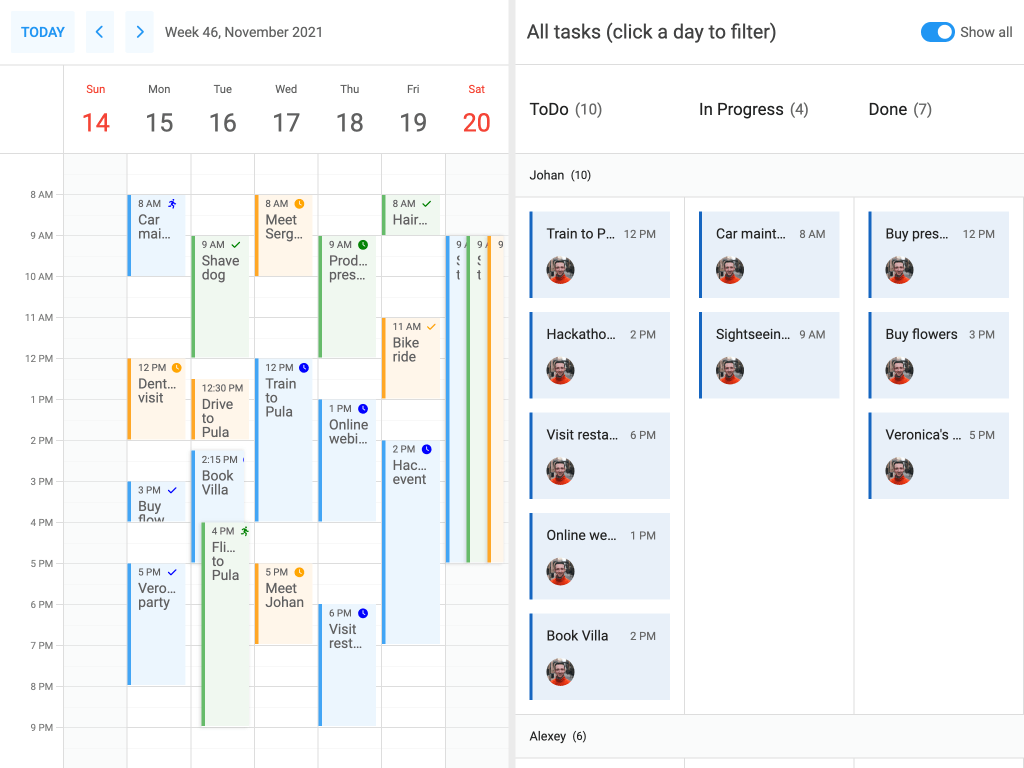 TODAY
Week 46, November 2021
Sun
14
Mon
15
Tue
16
Wed
17
Thu
18
Fri
19
Sat
20
8 AM
9 AM
10 AM
11 AM
12 PM
1 PM
2 PM
3 PM
4 PM
5 PM
6 PM
7 PM
8 PM
9 PM
8 AM
Car
mai...
12 PM
Dent...
visit
3 PM
Buy
flow
5 PM
Vero...
party
9 AM
Shave
dog
12:30 PM
Drive
to
Pula
2:15 PM
Book
Villa
4 PM
Fli...
to
Pula
8 AM
Meet
Serg...
12 PM
Train
to
Pula
5 PM
Meet
Johan
9 AM
Prod...
pres...
1 PM
Online
webi...
6 PM
Visit
rest...
8 AM
Hair...
11 AM
Bike
ride
2 PM
Hac...
event
9
9
9
All tasks (click a day to filter)
Show all
ToDo (10)
In Progress (4)
Done (7)
Johan (10)
Train to P... 12 PM
Hackatho... 2 PM
Visit resta... 6 PM
Online we... 1 PM
Book Villa 2 PM
Car maint... 8 AM
Sightseein... 9 AM
Buy pres... 12 PM
Buy flowers 3 PM
Veronica's ... 5 PM
Alexey (6)